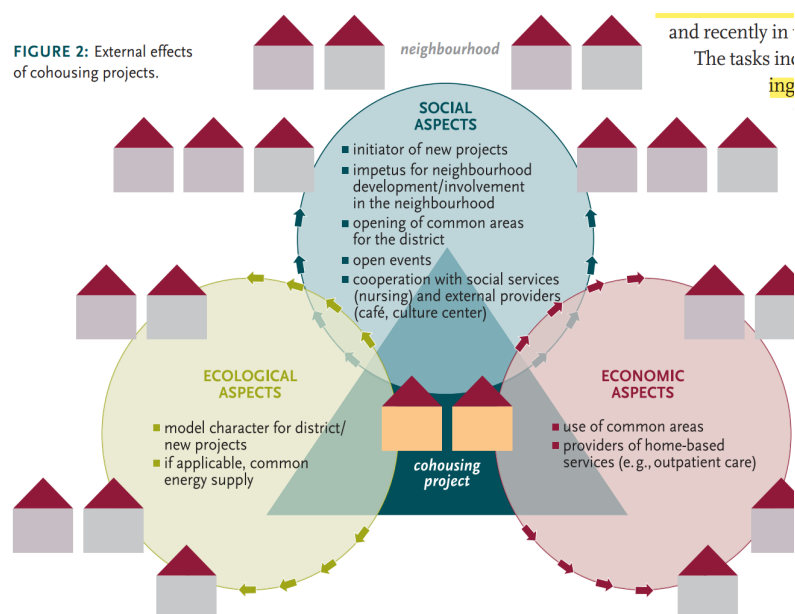 FIGURE 2: External effects
of cohousing projects.
neighbourhood
and recently in
The tasks inc
ing
SOCIAL
ASPECTS
■ initiator of new projects
■ impetus for neighbourhood
development/involvement
in the neighbourhood
■ opening of common areas
for the district
■ open events
■ cooperation with social services
(nursing) and external providers
(café, culture center)
ECOLOGICAL
ASPECTS
■ model character for district/
new projects
■ if applicable, common
energy supply
ECONOMIC
ASPECTS
■ use of common areas
■ providers of home-based
services (e.g., outpatient care)
cohousing
project